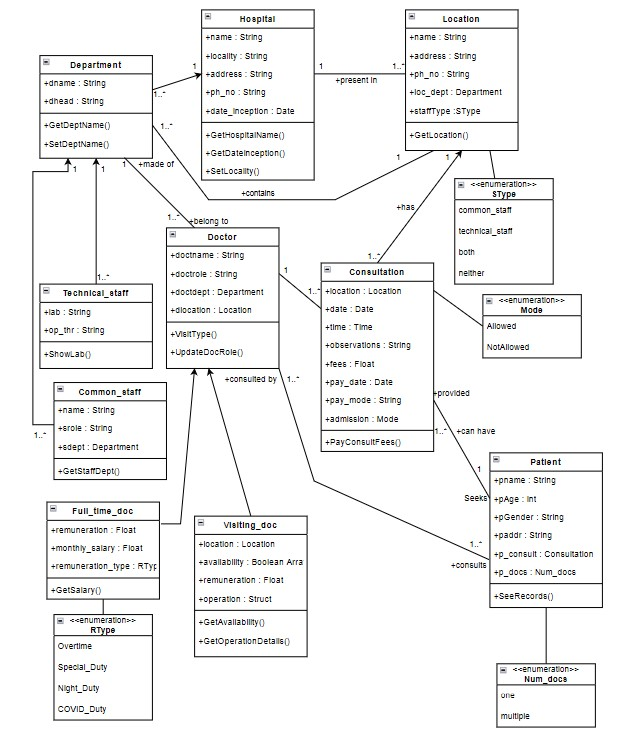 Hospital
+name : String
+locality : String
+address : String
+ph_no : String
+date_inception : Date
+GetHospitalName()
+GetDateInception()
+SetLocality()
Location
+name : String
+address : String
+ph_no : String
+loc_dept : Department
+staffType :SType
+GetLocation()
Department
+dname : String
+dhead : String
+GetDeptName()
+SetDeptName()
1
1..*
1
1..*
+present in
1..*
+contains
1
1
1
1
+made of
1..*
+belong to
1
+has
1..*
<<enumeration>>
SType
common_staff
technical_staff
both
neither
Doctor
+doctname : String
+doctrole : String
+doctdept : Department
+dlocation : Location
+VisitType()
+UpdateDocRole()
1
1..*
Consultation
+location : Location
+date : Date
+time : Time
+observations : String
+fees : Float
+pay_date : Date
+pay_mode : String
+admission : Mode
+PayConsultFees()
<<enumeration>>
Mode
Allowed
NotAllowed
1..*
Technical_staff
+lab : String
+op_thr : String
+ShowLab()
Common_staff
+name : String
+srole : String
+sdept : Department
+GetStaffDept()
1..*
+consulted by
1..*
+provided
1..*
+can have
1
Seeks
1..*
+consults
Patient
+pname : String
+pAge : Int
+pGender : String
+paddr : String
+p_consult : Consultation
+p_docs : Num_docs
+SeeRecords()
Full_time_doc
+remuneration : Float
+monthly_salary : Float
+remuneration_type : RTyp
+GetSalary()
Visiting_doc
+location : Location
+availability : Boolean Arra
+remuneration : Float
+operation : Struct
+GetAvailability()
+GetOperationDetails()
<<enumeration>>
RType
Overtime
Special_Duty
Night_Duty
COVID_Duty
<<enumeration>>
Num_docs
one
multiple